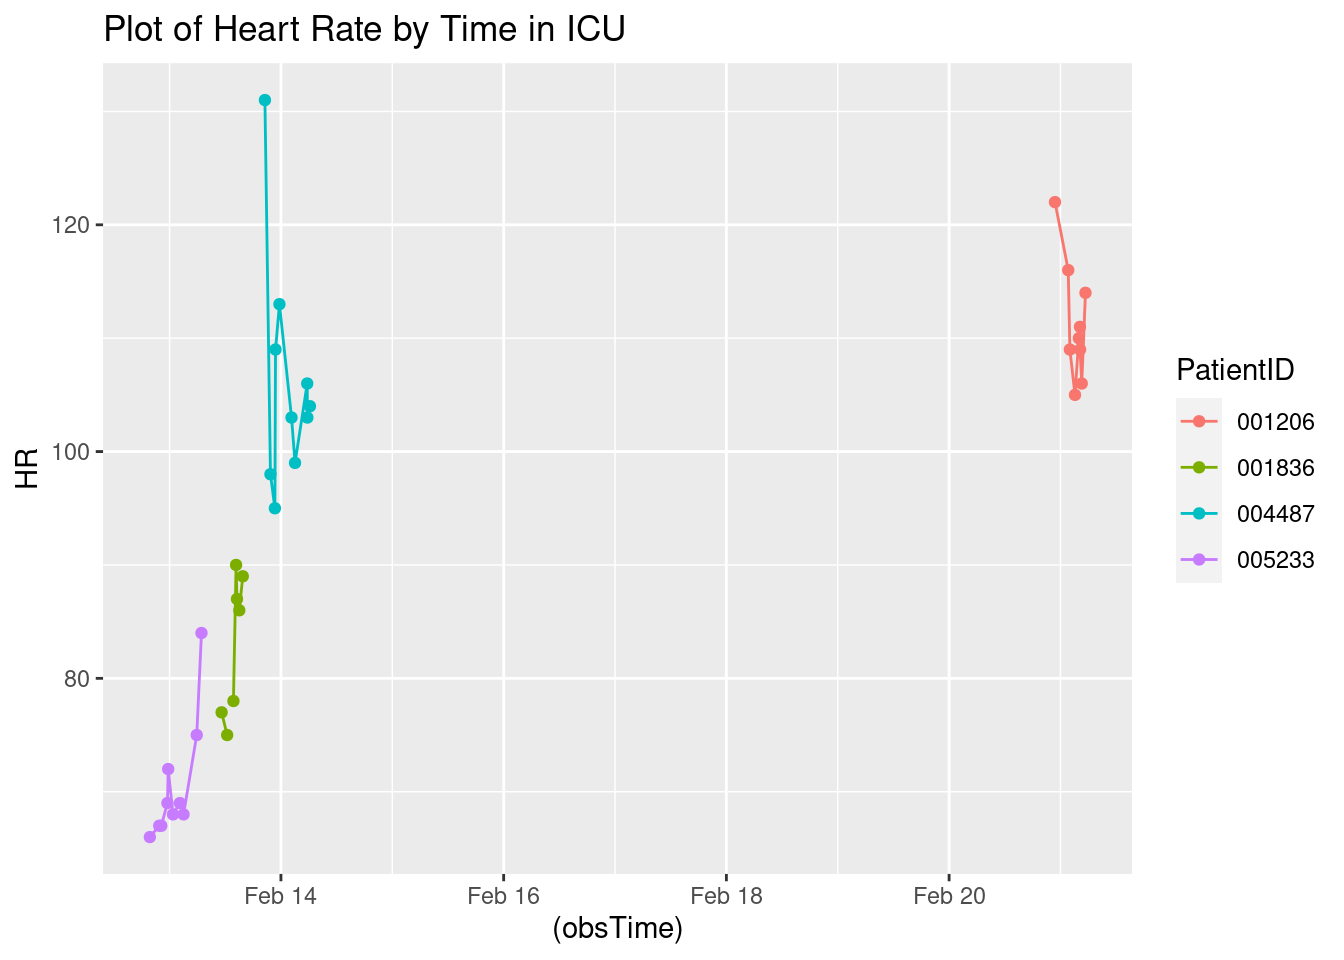 Plot of Heart Rate by Time in ICU
120
100
80
HR
Feb 14
Feb 16
Feb 18
Feb 20
(obsTime)
PatientID
001206
001836
004487
005233